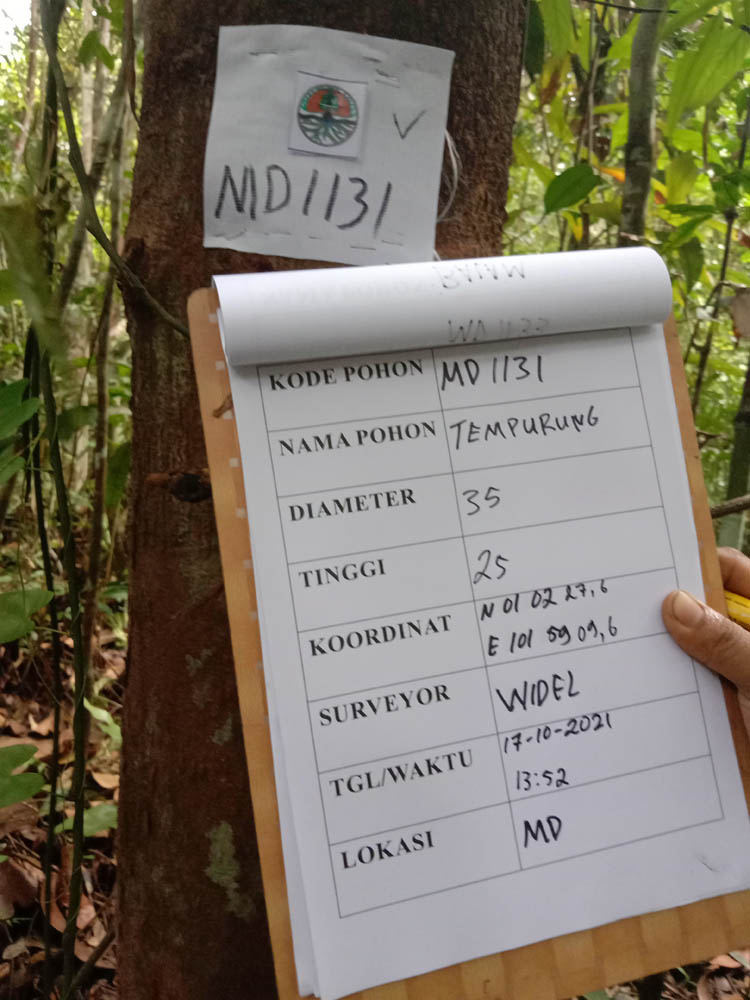 MD1131
KODE POHON MD 1131
NAMA POHON TEMPURUNG
DIAMETER 35
TINGGI 25
KOORDINAT N 01 02 27,6
E 101 59 09,6
SURVEYOR WIDEL
TGL/WAKTU 17-10-2021
13:52
LOKASI MD